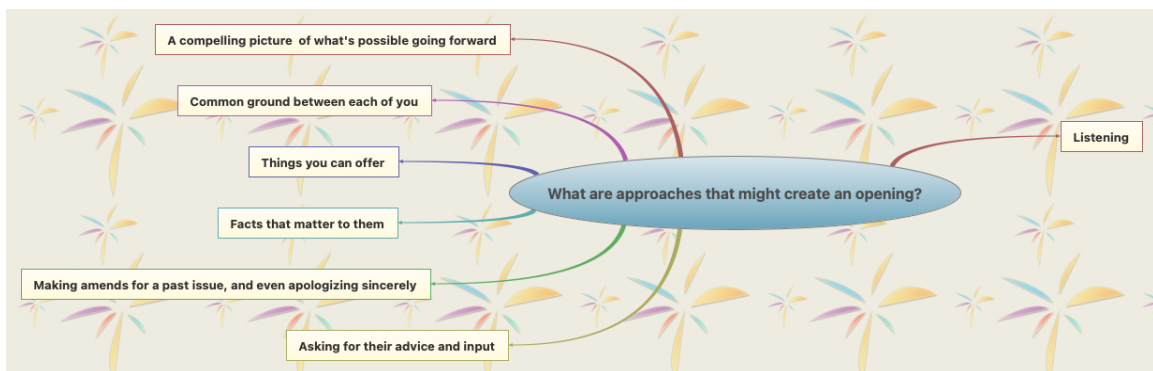 A compelling picture  of what's possible going forward
Common ground between each of you
Things you can offer
Facts that matter to them
Making amends for a past issue, and even apologizing sincerely
Asking for their advice and input
What are approaches that might create an opening?
Listening